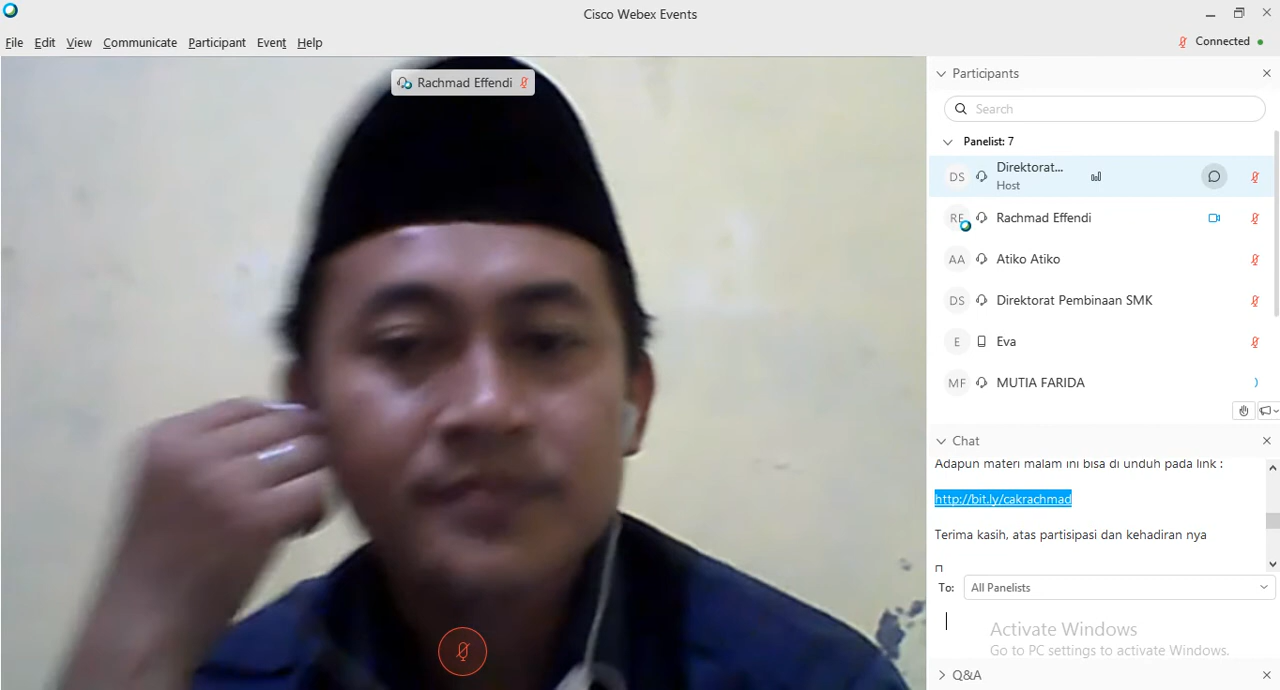 Cisco Webex Events
File Edit View Communicate Participant Event Help
Connected
Rachmad Effendi
Participants
Search
Panelist: 7
DS Direktorat...
Host
RE Rachmad Effendi
AA Atiko Atiko
DS Direktorat Pembinaan SMK
E Eva
MF MUTIA FARIDA
Chat
Adapun materi malam ini bisa di unduh pada link :
http://bit.ly/cakrachmad
Terima kasih, atas partisipasi dan kehadiran nya
To: All Panelists
Activate Windows
Go to PC settings to activate Windows.
Q&A